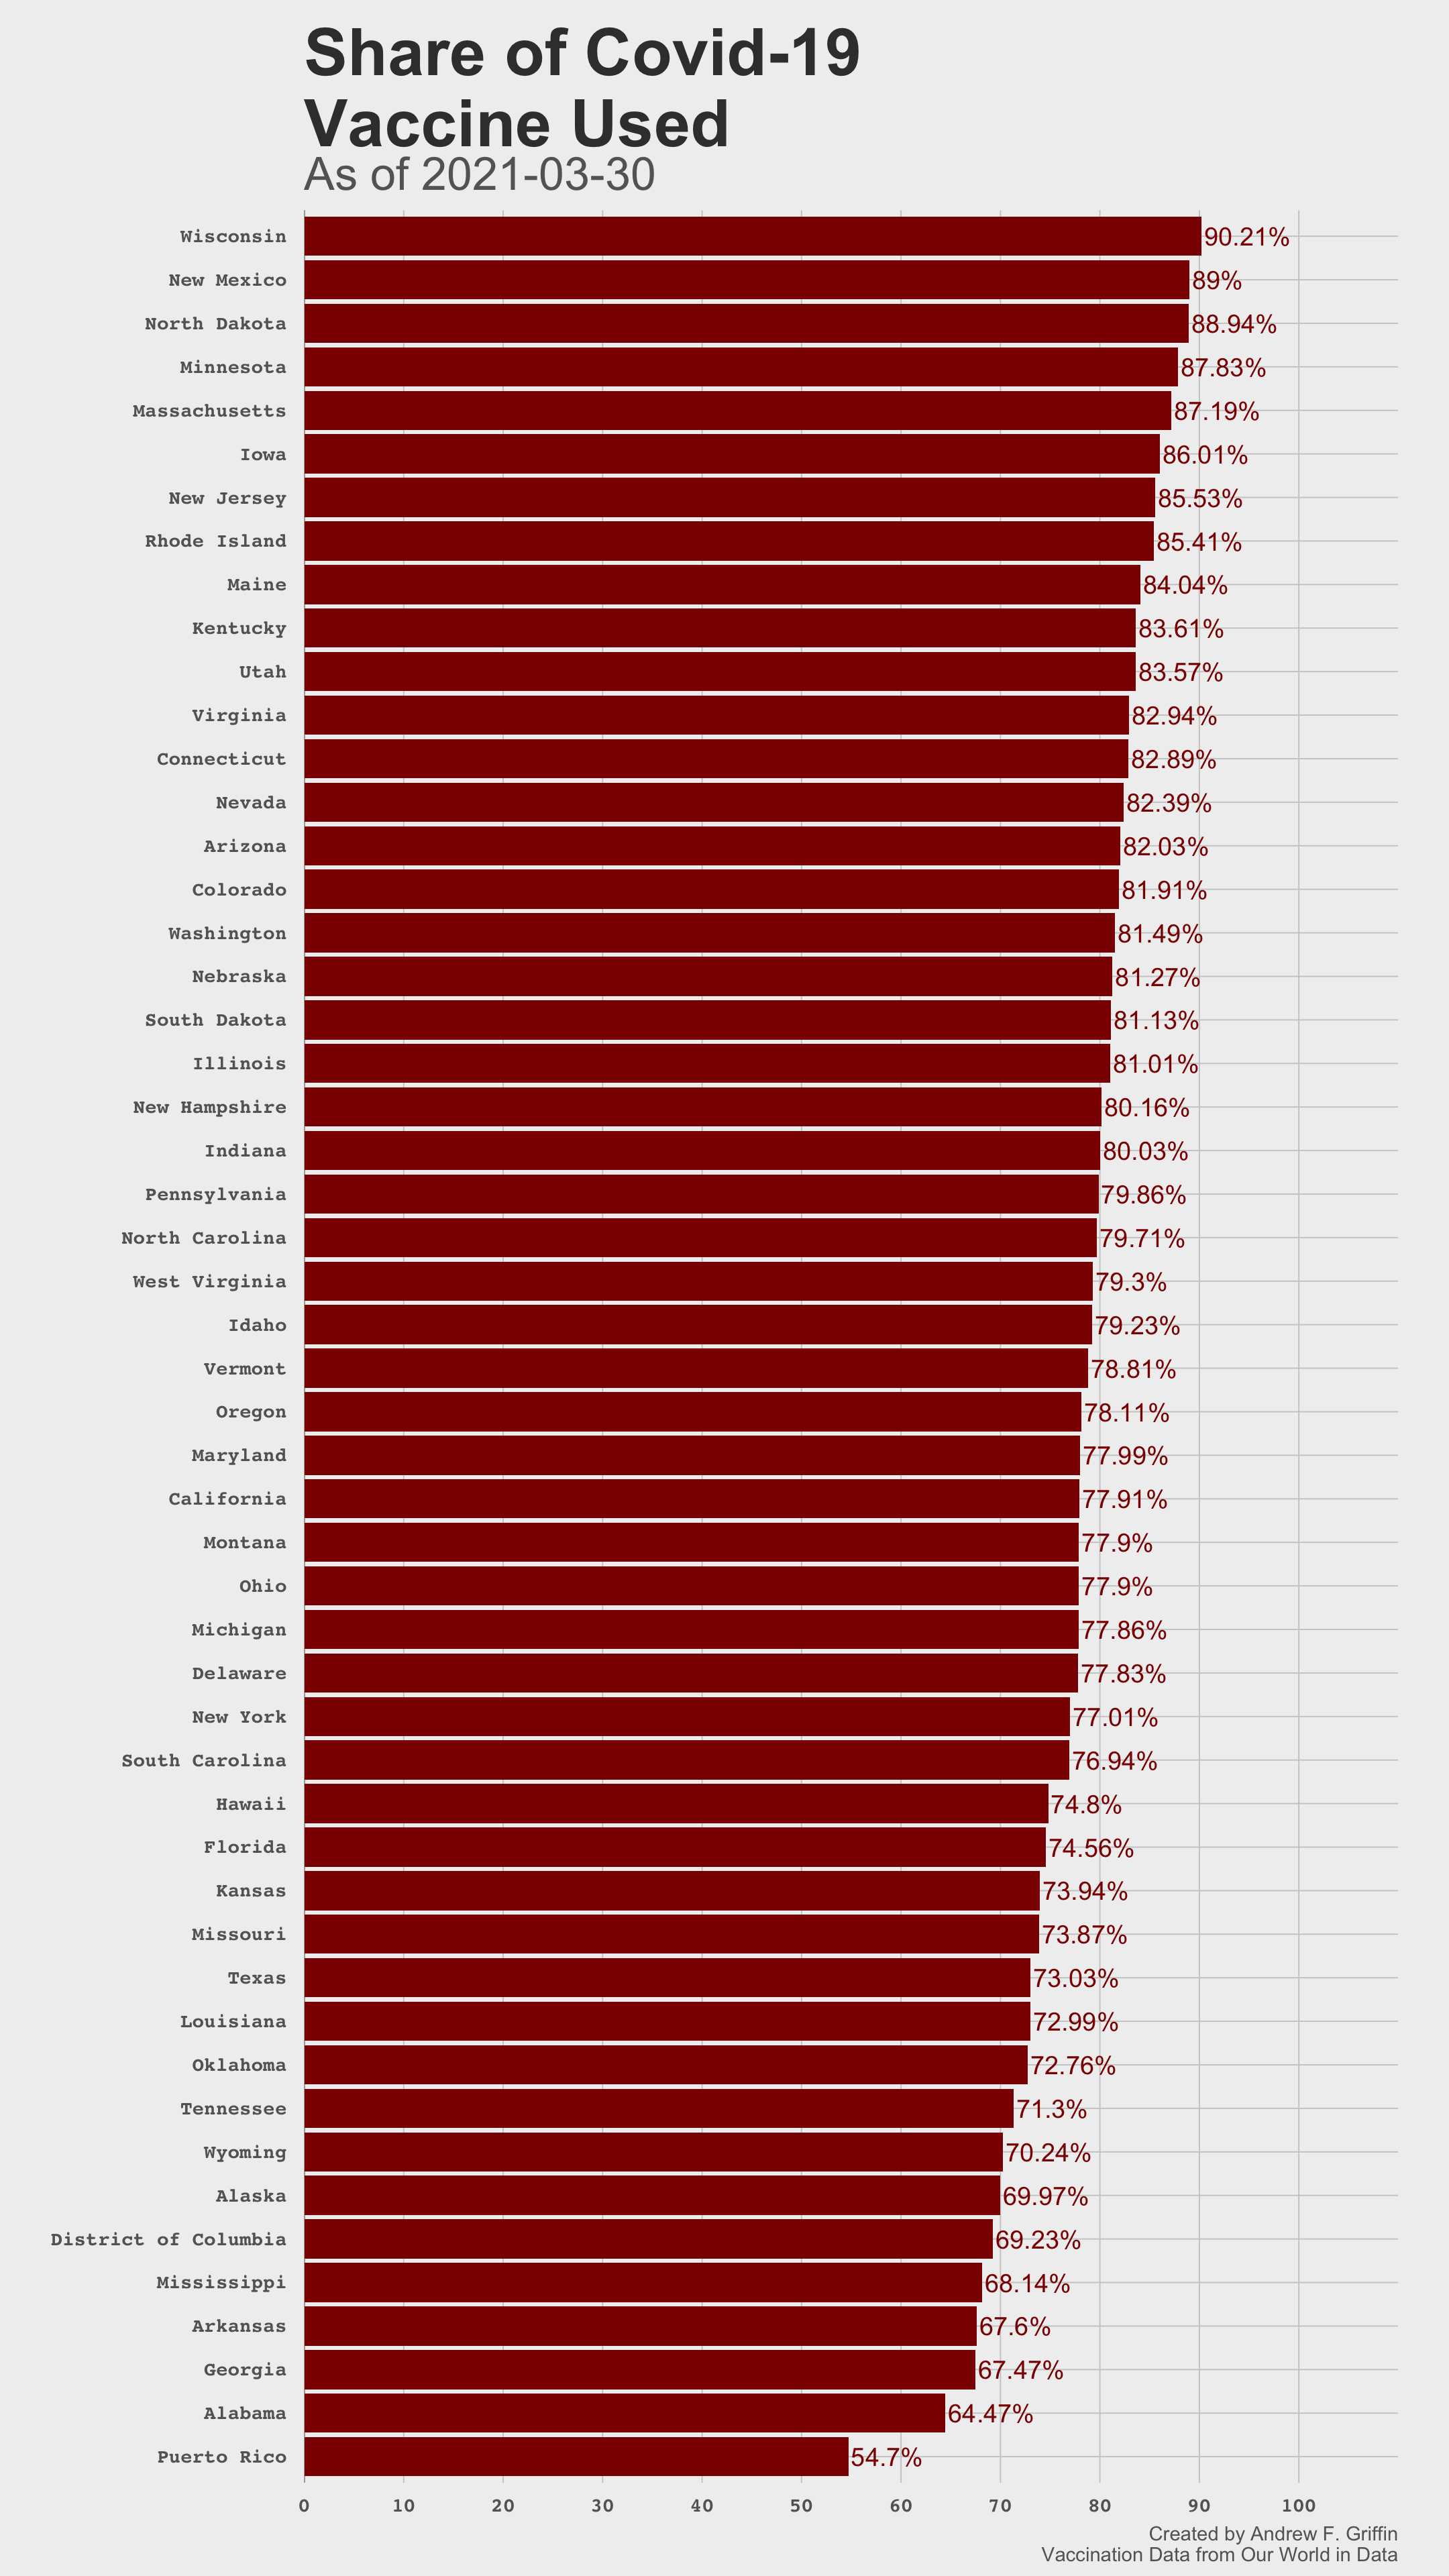 Share of Covid-19
Vaccine Used
As of 2021-03-30
Wisconsin 90.21%
New Mexico 89%
North Dakota 88.94%
Minnesota 87.83%
Massachusetts 87.19%
Iowa 86.01%
New Jersey 85.53%
Rhode Island 85.41%
Maine 84.04%
Kentucky 83.61%
Utah 83.57%
Virginia 82.94%
Connecticut 82.89%
Nevada 82.39%
Arizona 82.03%
Colorado 81.91%
Washington 81.49%
Nebraska 81.27%
South Dakota 81.13%
Illinois 81.01%
New Hampshire 80.16%
Indiana 80.03%
Pennsylvania 79.86%
North Carolina 79.71%
West Virginia 79.3%
Idaho 79.23%
Vermont 78.81%
Oregon 78.11%
Maryland 77.99%
California 77.91%
Montana 77.9%
Ohio 77.9%
Michigan 77.86%
Delaware 77.83%
New York 77.01%
South Carolina 76.94%
Hawaii 74.8%
Florida 74.56%
Kansas 73.94%
Missouri 73.87%
Texas 73.03%
Louisiana 72.99%
Oklahoma 72.76%
Tennessee 71.3%
Wyoming 70.24%
Alaska 69.97%
District of Columbia 69.23%
Mississippi 68.14%
Arkansas 67.6%
Georgia 67.47%
Alabama 64.47%
Puerto Rico 54.7%
0 10 20 30 40 50 60 70 80 90 100
Created by Andrew F. Griffin
Vaccination Data from Our World in Data